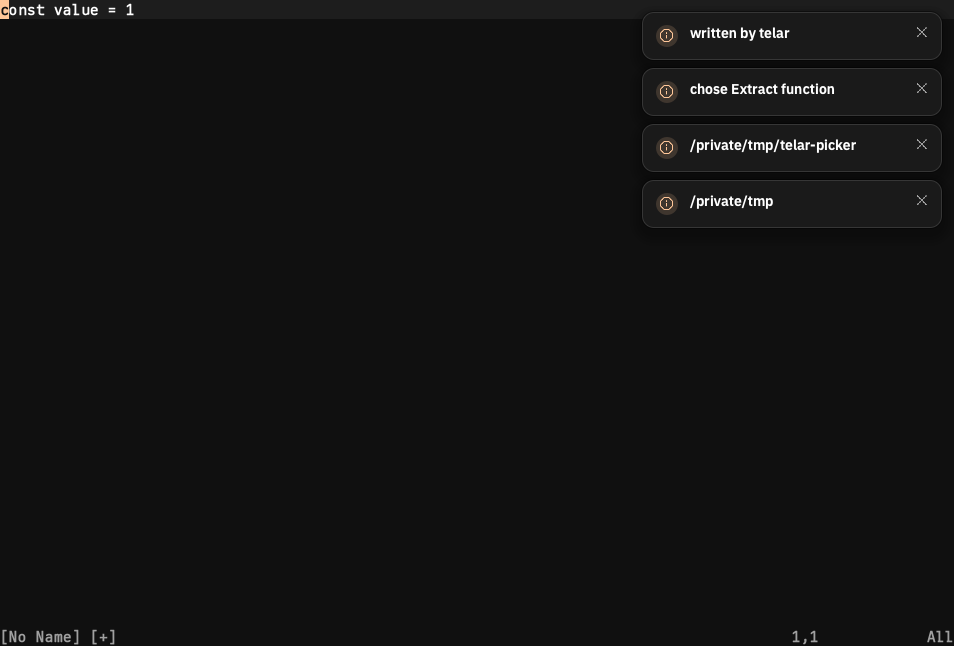 const value = 1
written by telar
chose Extract function
/private/tmp/telar-picker
/private/tmp
[No Name] [+] 1,1 All